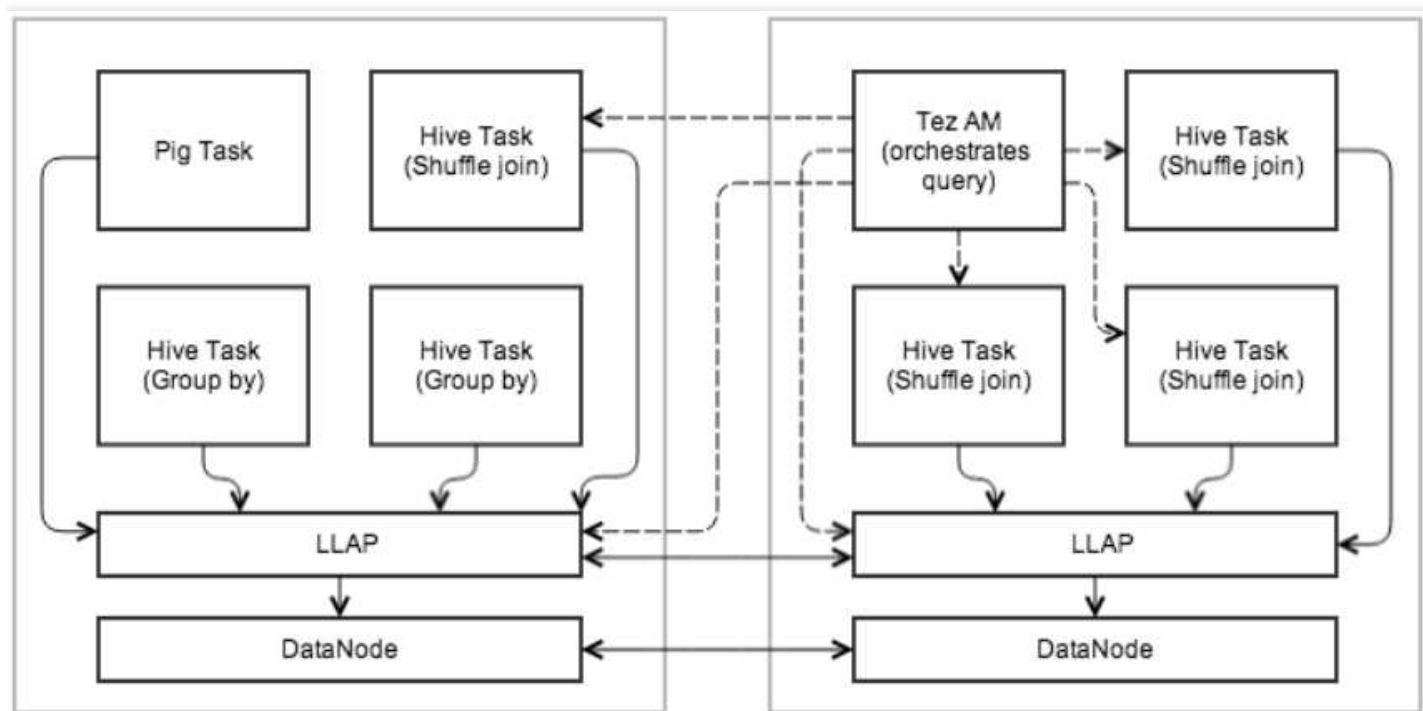 Pig Task
Hive Task
(Shuffle join)
Tez AM
(orchestrates
query)
Hive Task
(Shuffle join)
Hive Task
(Group by)
Hive Task
(Group by)
Hive Task
(Shuffle join)
Hive Task
(Shuffle join)
LLAP
LLAP
DataNode
DataNode